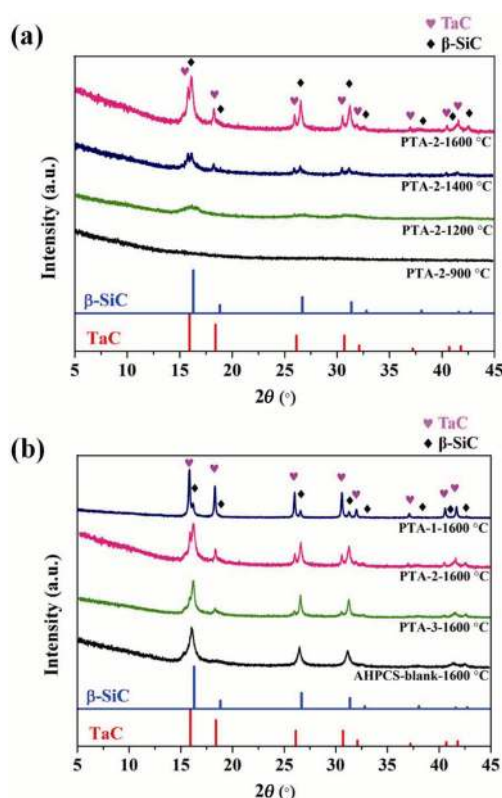 (a)
♥ TaC
♦ β-SiC
Intensity (a.u.)
PTA-2-1600 °C
PTA-2-1400 °C
PTA-2-1200 °C
PTA-2-900 °C
β-SiC
TaC
5 10 15 20 25 30 35 40 45
2θ (°)
(b)
♥ TaC
♦ β-SiC
Intensity (a.u.)
PTA-1-1600 °C
PTA-2-1600 °C
PTA-3-1600 °C
AHPCS-blank-1600 °C
β-SiC
TaC
5 10 15 20 25 30 35 40 45
2θ (°)